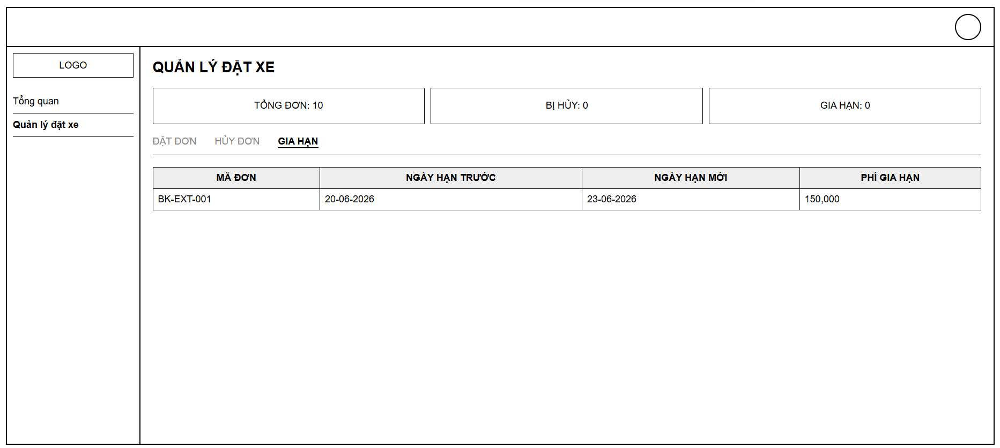 LOGO
Tổng quan
Quản lý đặt xe
QUẢN LÝ ĐẶT XE
TỔNG ĐƠN: 10
BỊ HỦY: 0
GIA HẠN: 0
ĐẶT ĐƠN HỦY ĐƠN GIA HẠN
MÃ ĐƠN NGÀY HẠN TRƯỚC NGÀY HẠN MỚI PHÍ GIA HẠN
BK-EXT-001 20-06-2026 23-06-2026 150,000